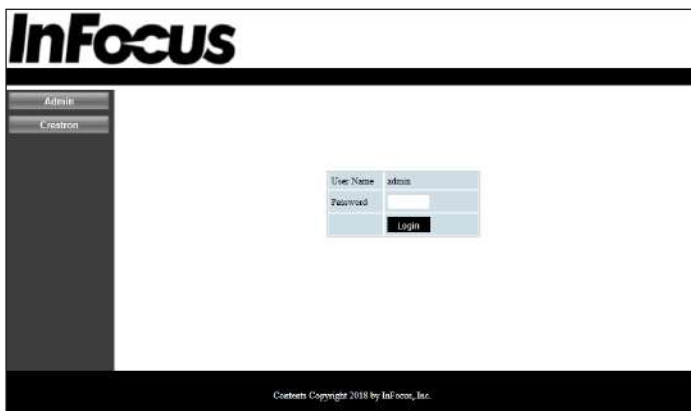 InFocus
Admin
Crestron
User Name admin
Password
Login
Contents Copyright 2018 by InFocus, Inc.